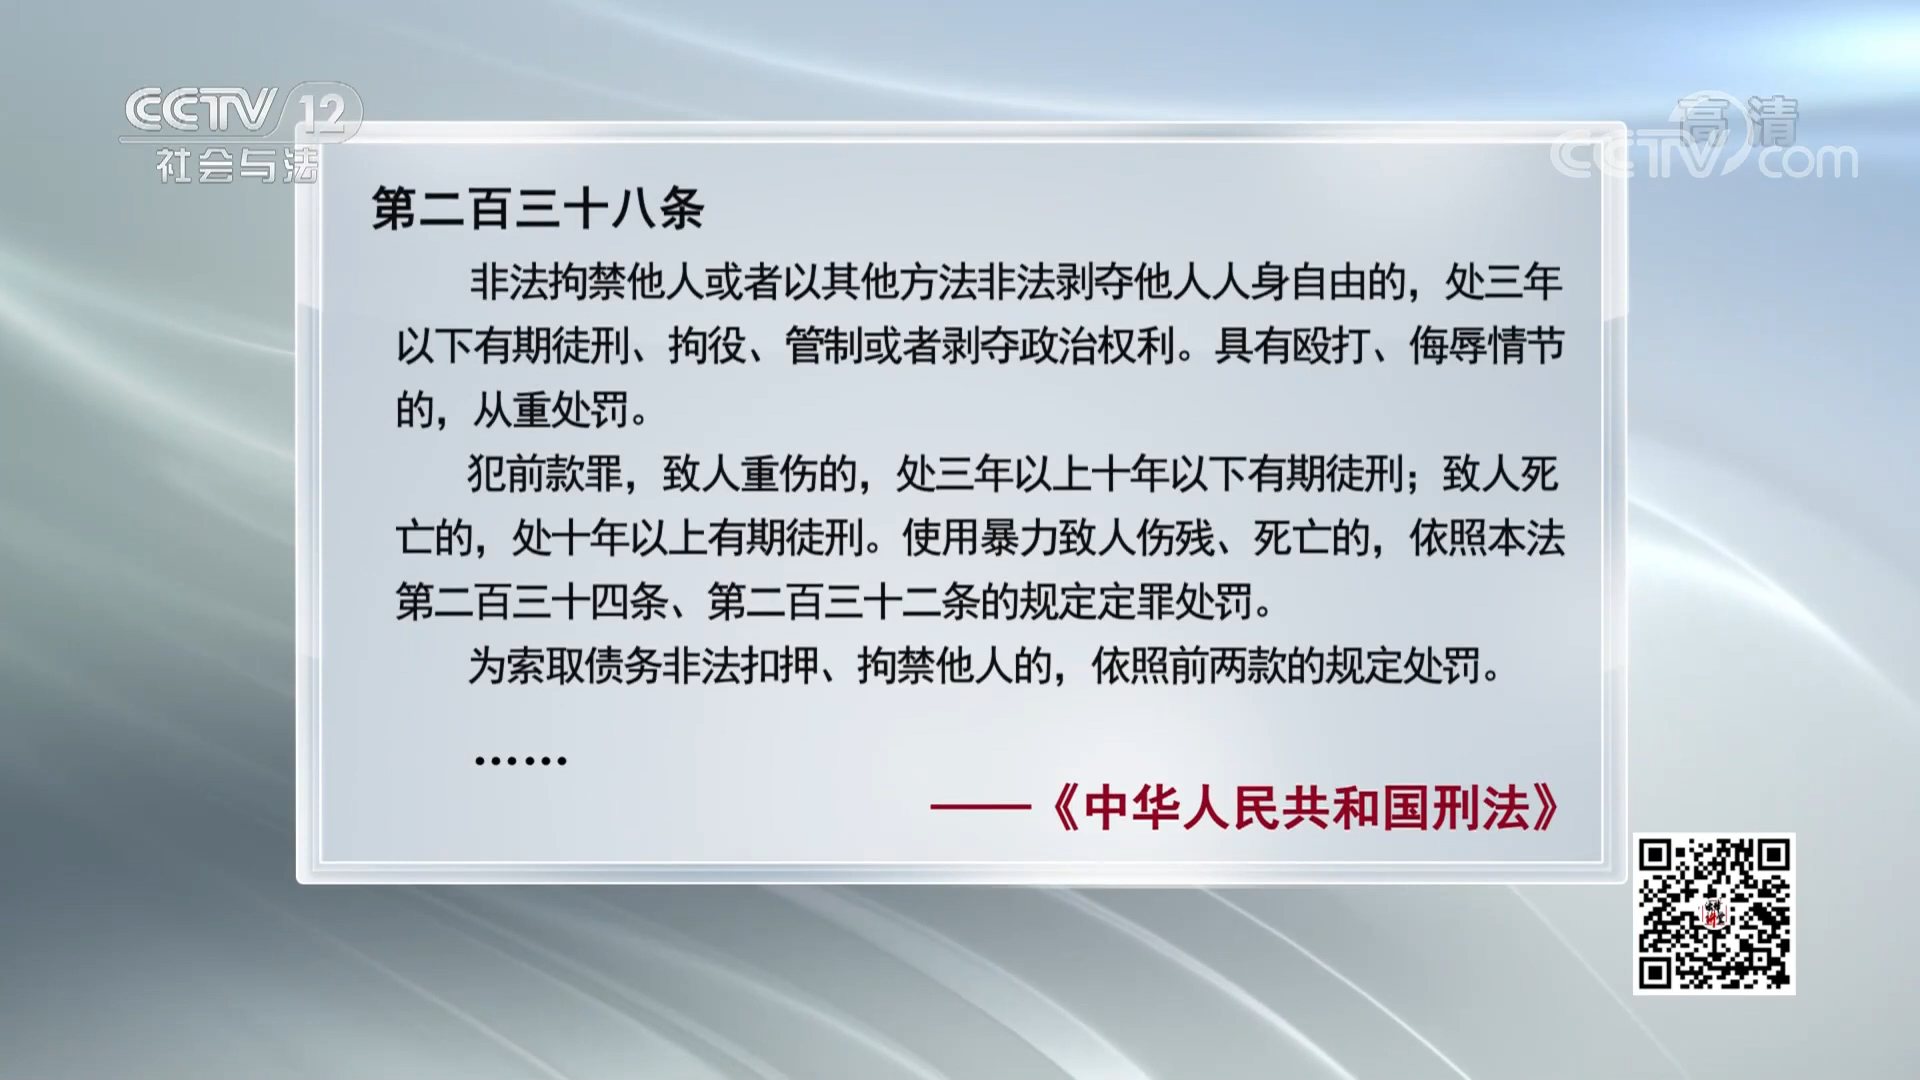 CCTV 12
社会与法
高清
CCTV com
第二百三十八条
非法拘禁他人或者以其他方法非法剥夺他人人身自由的，处三年
以下有期徒刑、拘役、管制或者剥夺政治权利。具有殴打、侮辱情节
的，从重处罚。
犯前款罪，致人重伤的，处三年以上十年以下有期徒刑；致人死
亡的，处十年以上有期徒刑。使用暴力致人伤残、死亡的，依照本法
第二百三十四条、第二百三十二条的规定定罪处罚。
为索取债务非法扣押、拘禁他人的，依照前两款的规定处罚。
……
——《中华人民共和国刑法》